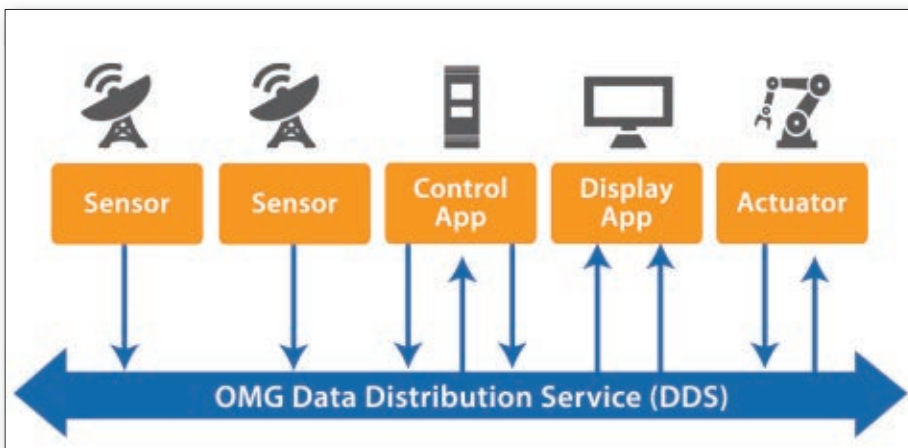 Sensor
Sensor
Control
App
Display
App
Actuator
OMG Data Distribution Service (DDS)